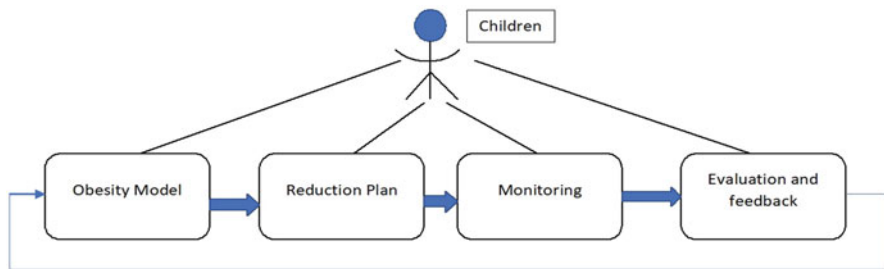 Children
Obesity Model
Reduction Plan
Monitoring
Evaluation and
feedback